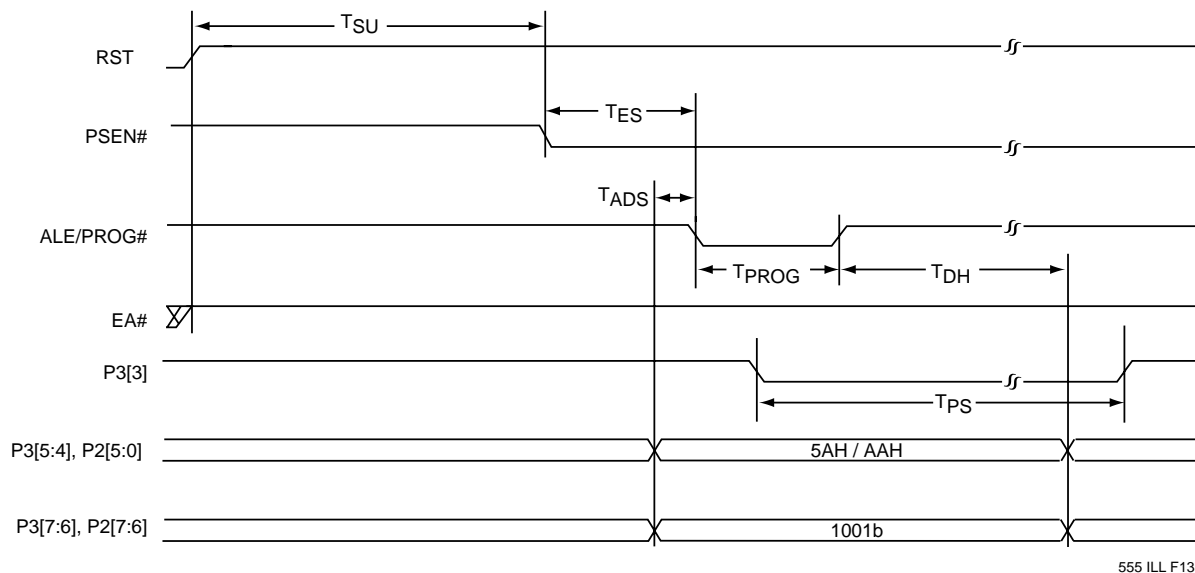 TSU
RST
TES
PSEN#
TADS
ALE/PROG#
TPROG
TDH
EA#
P3[3]
TPS
P3[5:4], P2[5:0]
5AH / AAH
P3[7:6], P2[7:6]
1001b
555 ILL F13